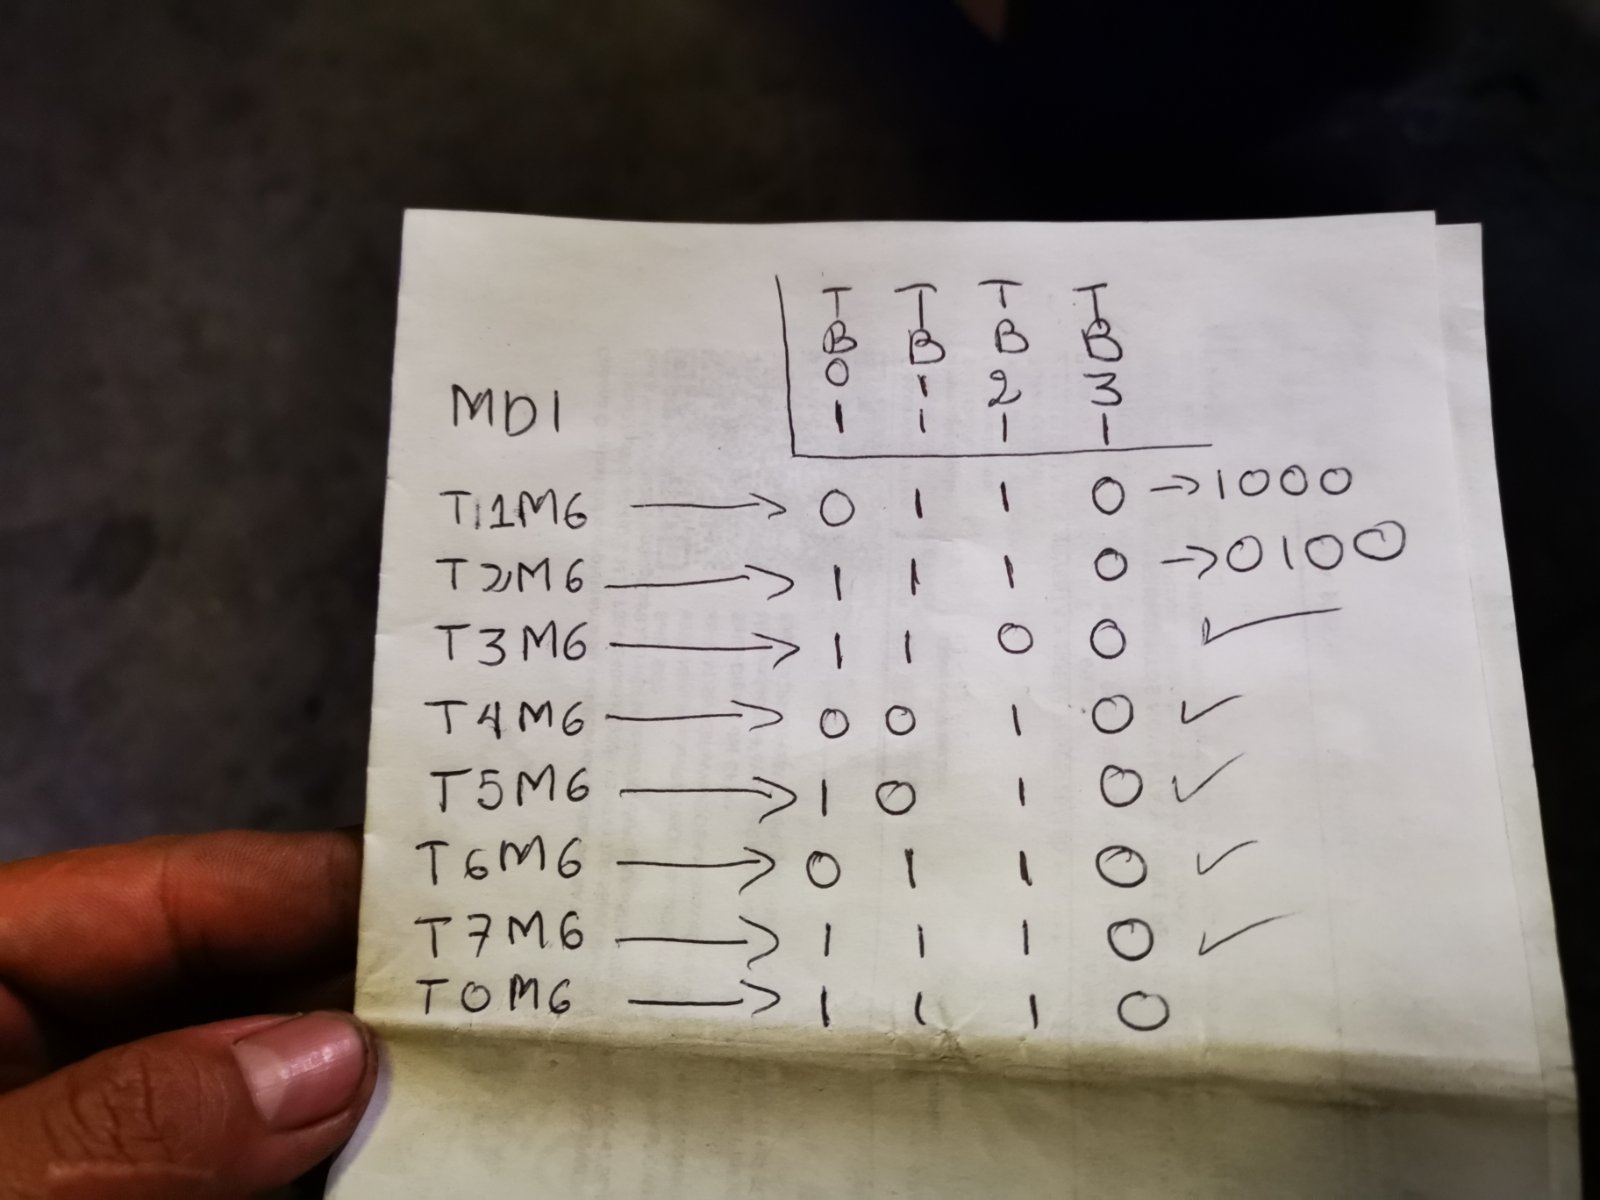 T T T T
B B B B
0 1 2 3
MDI 1 1 1 1
T1M6 → 0 1 1 0 → 1000
T2M6 → 1 1 1 0 → 0100
T3M6 → 1 1 0 0 ✓
T4M6 → 0 0 1 0 ✓
T5M6 → 1 0 1 0 ✓
T6M6 → 0 1 1 0 ✓
T7M6 → 1 1 1 0 ✓
T0M6 → 1 1 1 0